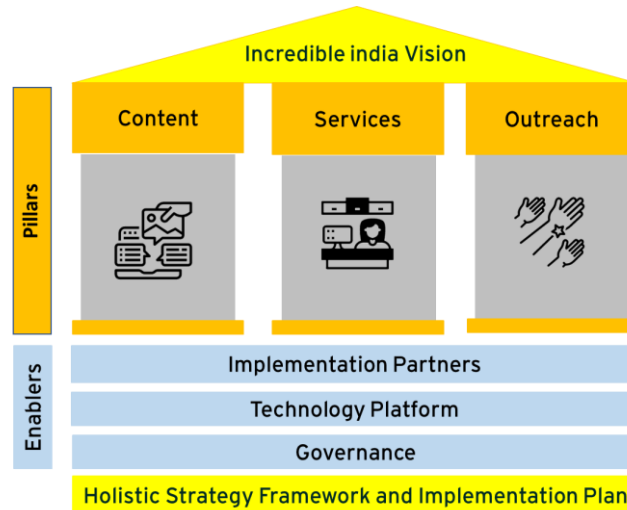 Incredible india Vision
Content
Services
Outreach
Pillars
Enablers
Implementation Partners
Technology Platform
Governance
Holistic Strategy Framework and Implementation Plan